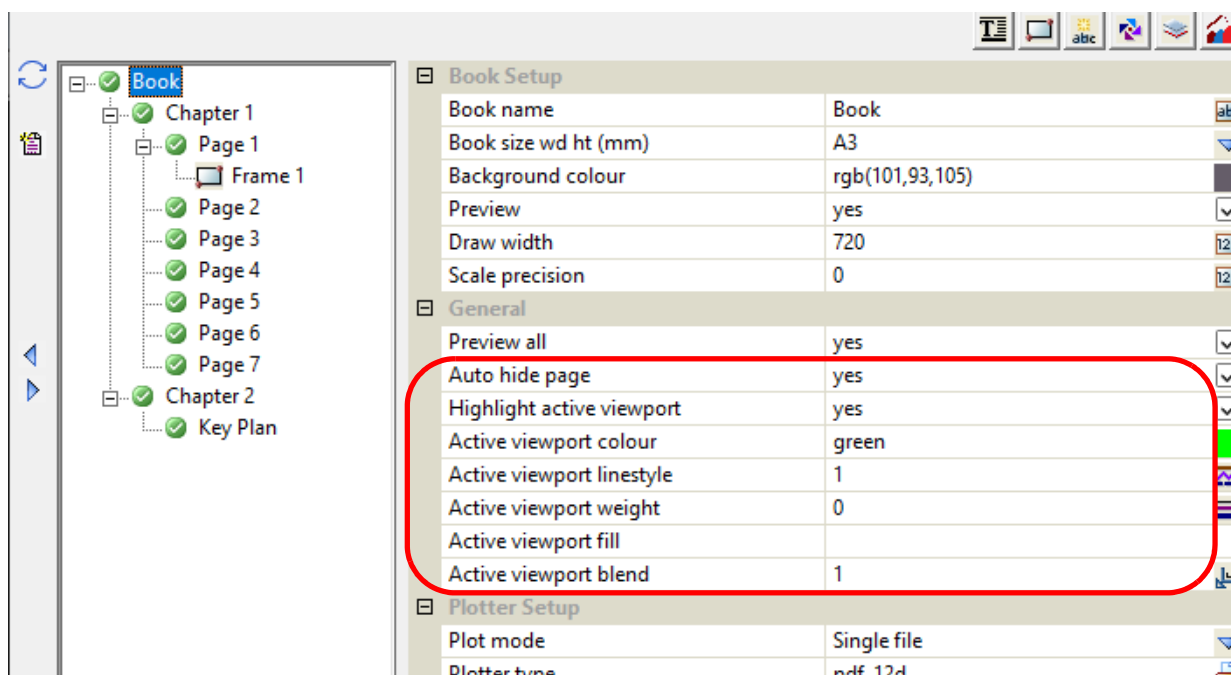 abc
Book
Chapter 1
Page 1
Frame 1
Page 2
Page 3
Page 4
Page 5
Page 6
Page 7
Chapter 2
Key Plan
Book Setup
Book name Book
Book size wd ht (mm) A3
Background colour rgb(101,93,105)
Preview yes
Draw width 720
Scale precision 0
General
Preview all yes
Auto hide page yes
Highlight active viewport yes
Active viewport colour green
Active viewport linestyle 1
Active viewport weight 0
Active viewport fill
Active viewport blend 1
Plotter Setup
Plot mode Single file
Plotter type pdf_12d